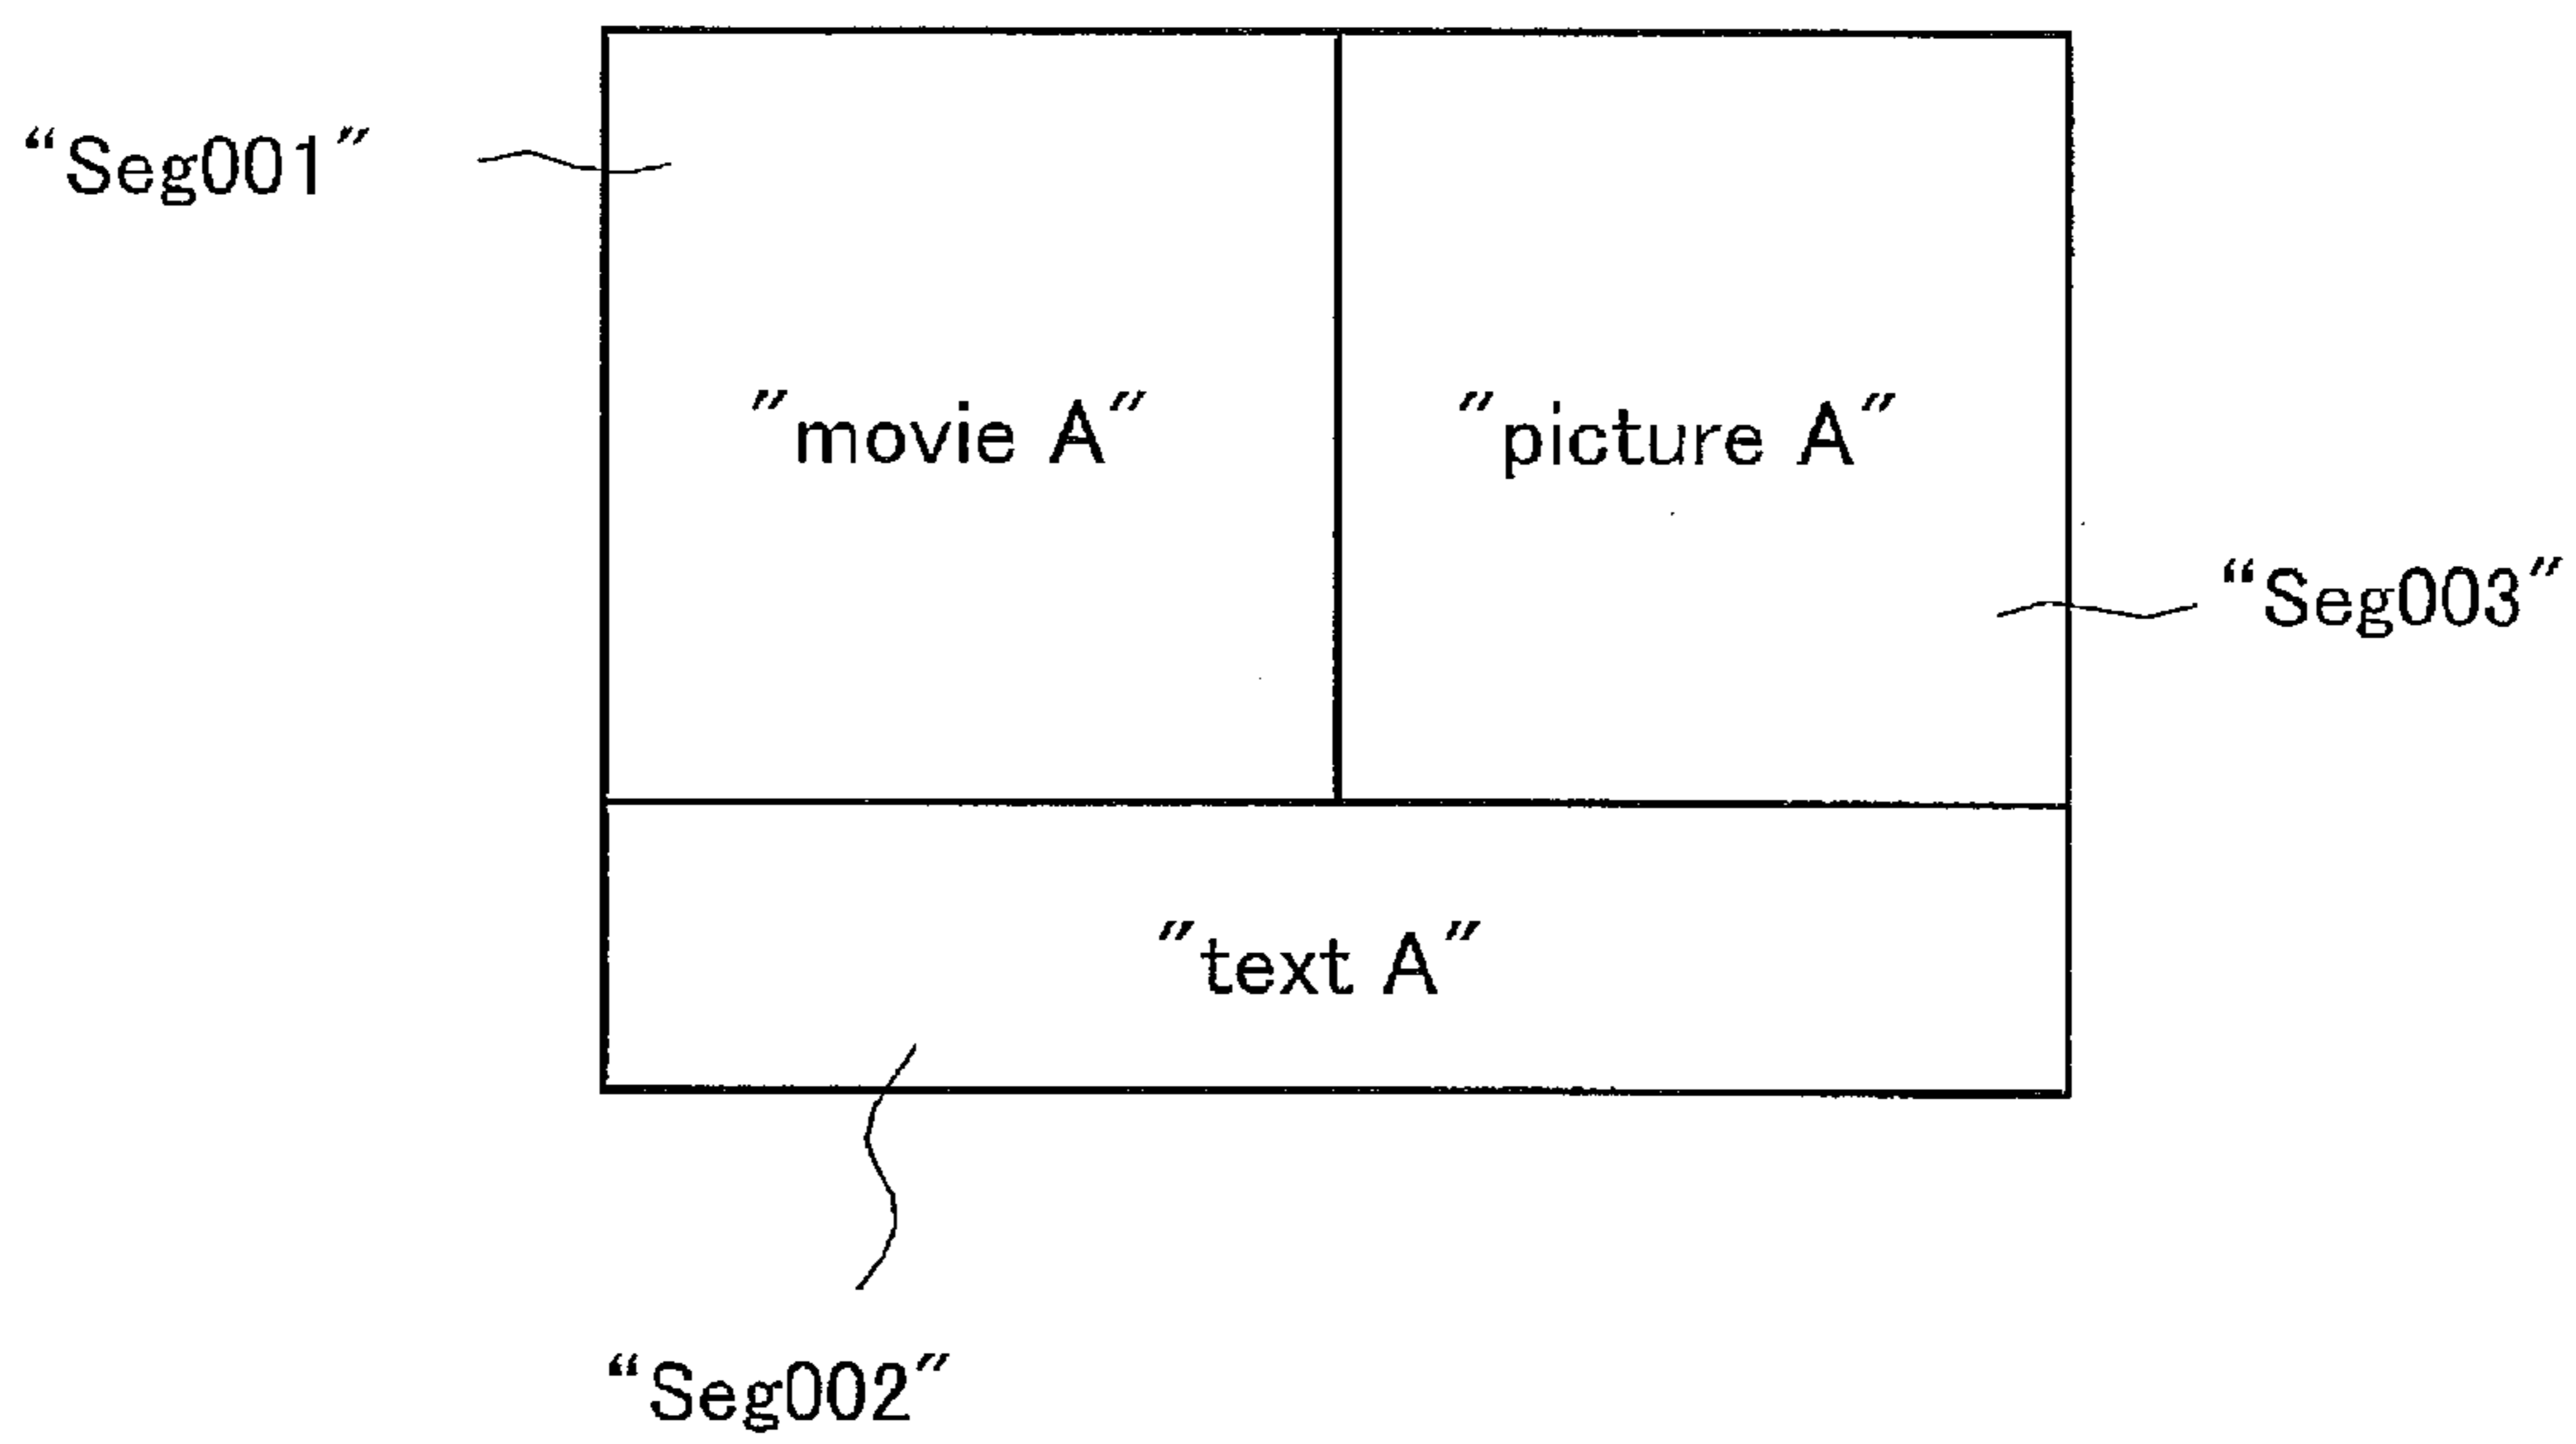 “Seg001”
"movie A"
"picture A"
“Seg003”
"text A"
“Seg002”